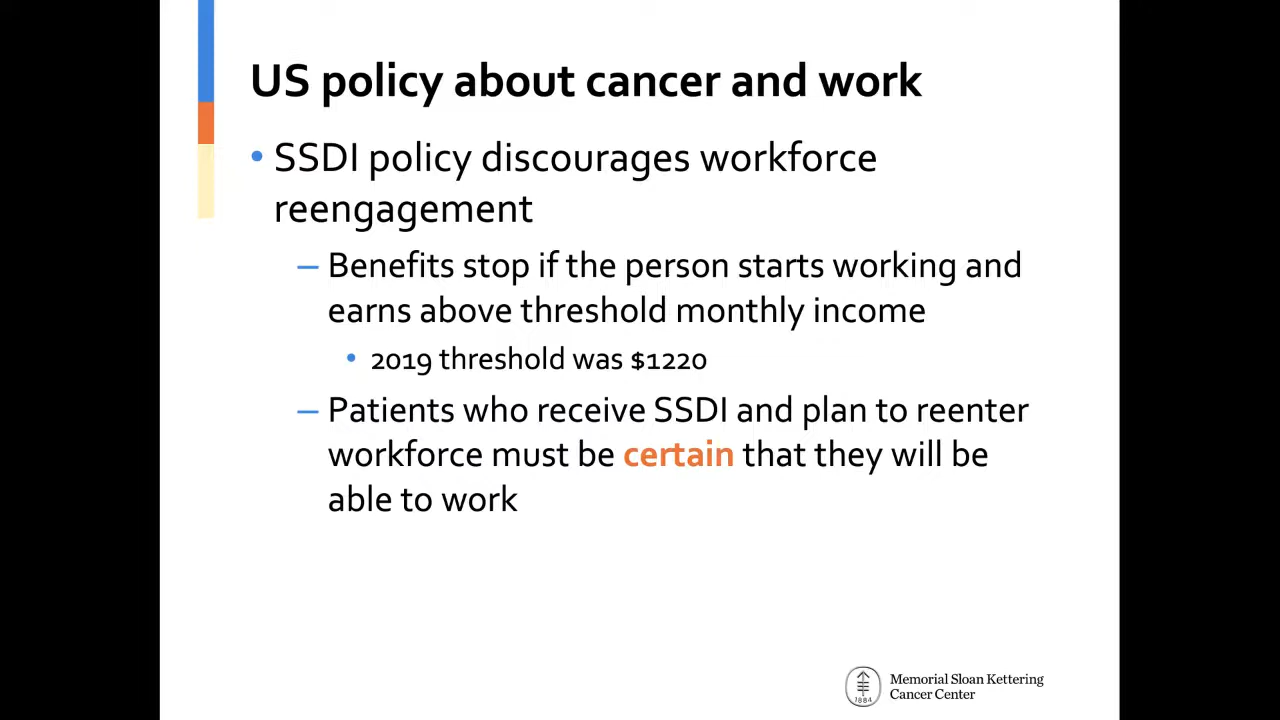 US policy about cancer and work
• SSDI policy discourages workforce
reengagement
– Benefits stop if the person starts working and
earns above threshold monthly income
• 2019 threshold was $1220
– Patients who receive SSDI and plan to reenter
workforce must be certain that they will be
able to work
1884
Memorial Sloan Kettering
Cancer Center